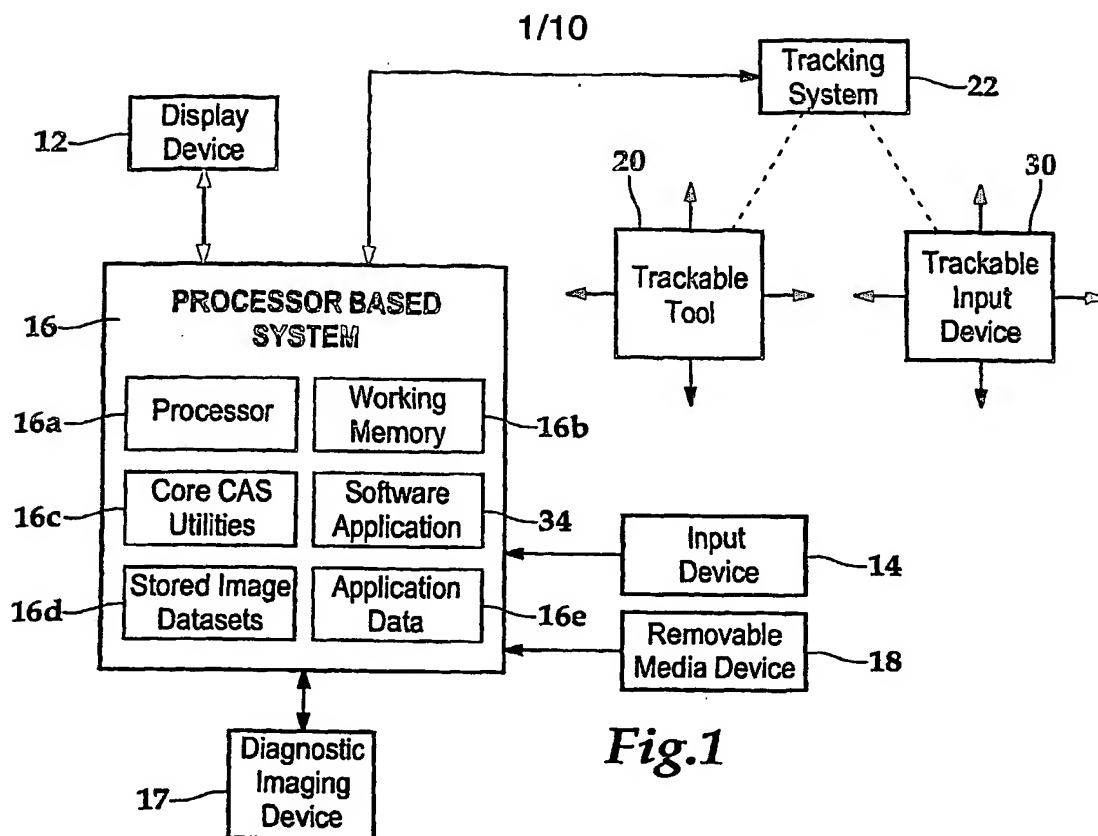 1/10
Tracking
System
22
12
Display
Device
20
30
Trackable
Tool
Trackable
Input
Device
16
PROCESSOR BASED
SYSTEM
16a
Processor
Working
Memory
16b
16c
Core CAS
Utilities
Software
Application
34
Input
Device
14
16d
Stored Image
Datasets
Application
Data
16e
Removable
Media Device
18
Fig.1
17
Diagnostic
Imaging
Device